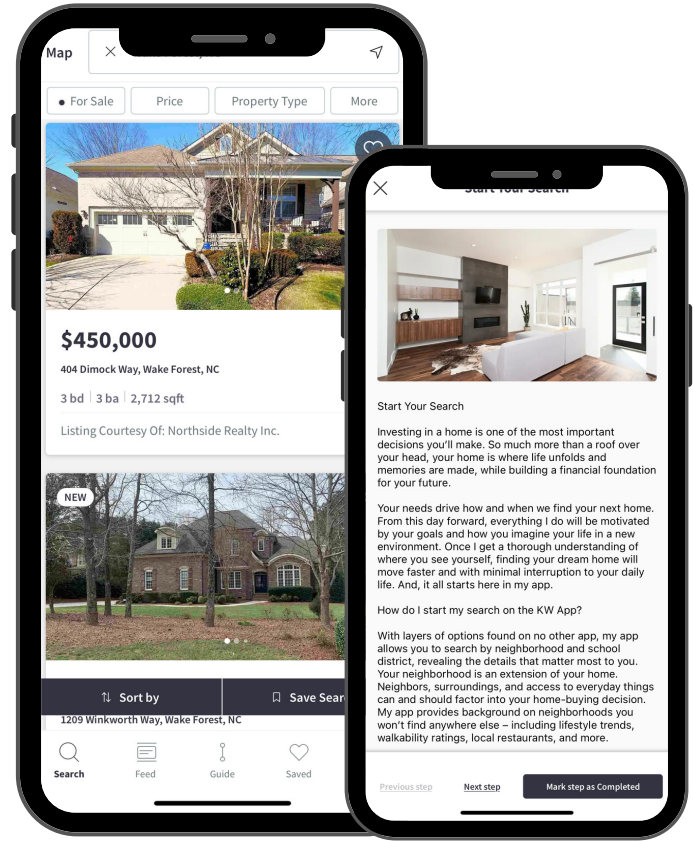 Map
For Sale
Price
Property Type
More
$450,000
404 Dimock Way, Wake Forest, NC
3 bd | 3 ba | 2,712 sqft
Listing Courtesy Of: Northside Realty Inc.
NEW
Sort by
Save Sear
1209 Winkworth Way, Wake Forest, NC
Search
Feed
Guide
Saved
Start Your Search
Start Your Search
Investing in a home is one of the most important
decisions you'll make. So much more than a roof over
your head, your home is where life unfolds and
memories are made, while building a financial foundation
for your future.
Your needs drive how and when we find your next home.
From this day forward, everything I do will be motivated
by your goals and how you imagine your life in a new
environment. Once I get a thorough understanding of
where you see yourself, finding your dream home will
move faster and with minimal interruption to your daily
life. And, it all starts here in my app.
How do I start my search on the KW App?
With layers of options found on no other app, my app
allows you to search by neighborhood and school
district, revealing the details that matter most to you.
Your neighborhood is an extension of your home.
Neighbors, surroundings, and access to everyday things
can and should factor into your home-buying decision.
My app provides background on neighborhoods you
won't find anywhere else – including lifestyle trends,
walkability ratings, local restaurants, and more.
Previous step
Next step
Mark step as Completed